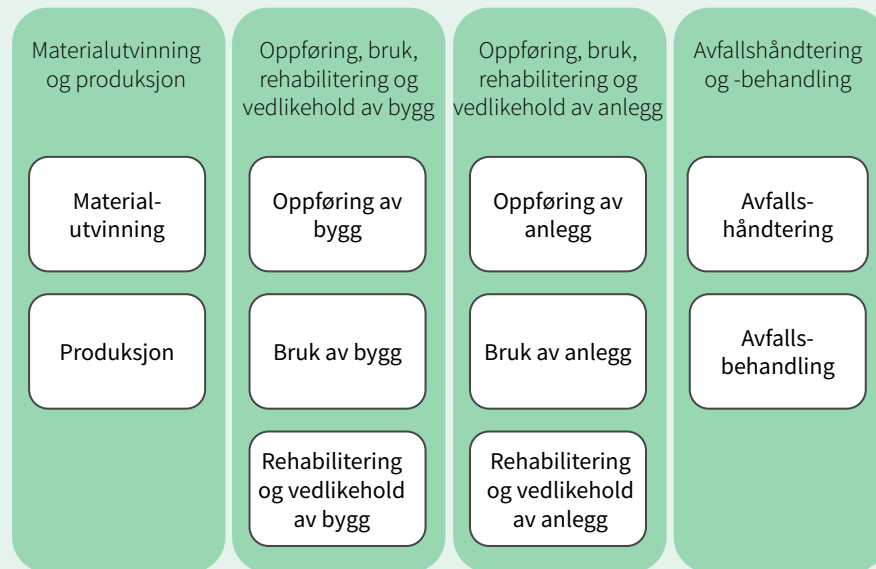 Materialutvinning
og produksjon
Oppføring, bruk,
rehabilitering og
vedlikehold av bygg
Oppføring, bruk,
rehabilitering og
vedlikehold av anlegg
Avfallshåndtering
og -behandling
Material-
utvinning
Oppføring av
bygg
Oppføring av
anlegg
Avfalls-
håndtering
Produksjon
Bruk av bygg
Bruk av anlegg
Avfalls-
behandling
Rehabilitering
og vedlikehold
av bygg
Rehabilitering
og vedlikehold
av anlegg